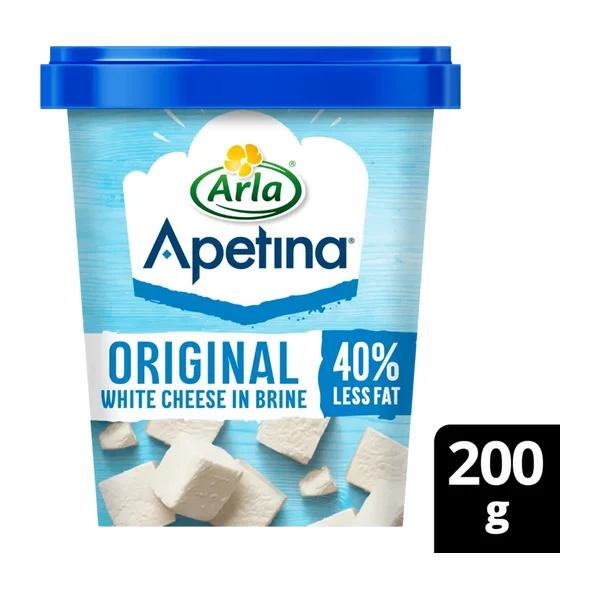 Arla®
Apetina®
ORIGINAL
WHITE CHEESE IN BRINE
40%
LESS FAT
200
g